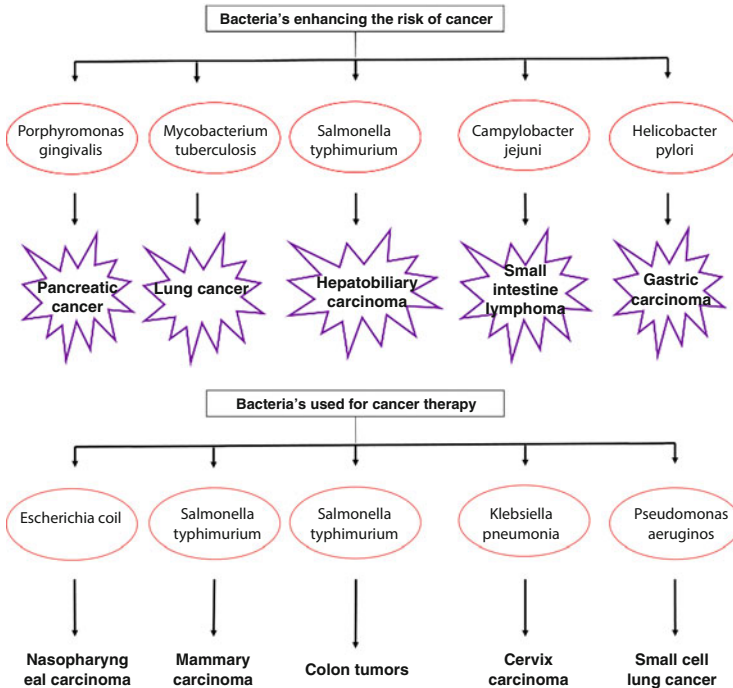 Bacteria's enhancing the risk of cancer
Porphyromonas
gingivalis
Mycobacterium
tuberculosis
Salmonella
typhimurium
Campylobacter
jejuni
Helicobacter
pylori
Pancreatic
cancer
Lung cancer
Hepatobiliary
carcinoma
Small
intestine
lymphoma
Gastric
carcinoma
Bacteria's used for cancer therapy
Escherichia coil
Salmonella
typhimurium
Salmonella
typhimurium
Klebsiella
pneumonia
Pseudomonas
aeruginos
Nasopharyng
eal carcinoma
Mammary
carcinoma
Colon tumors
Cervix
carcinoma
Small cell
lung cancer